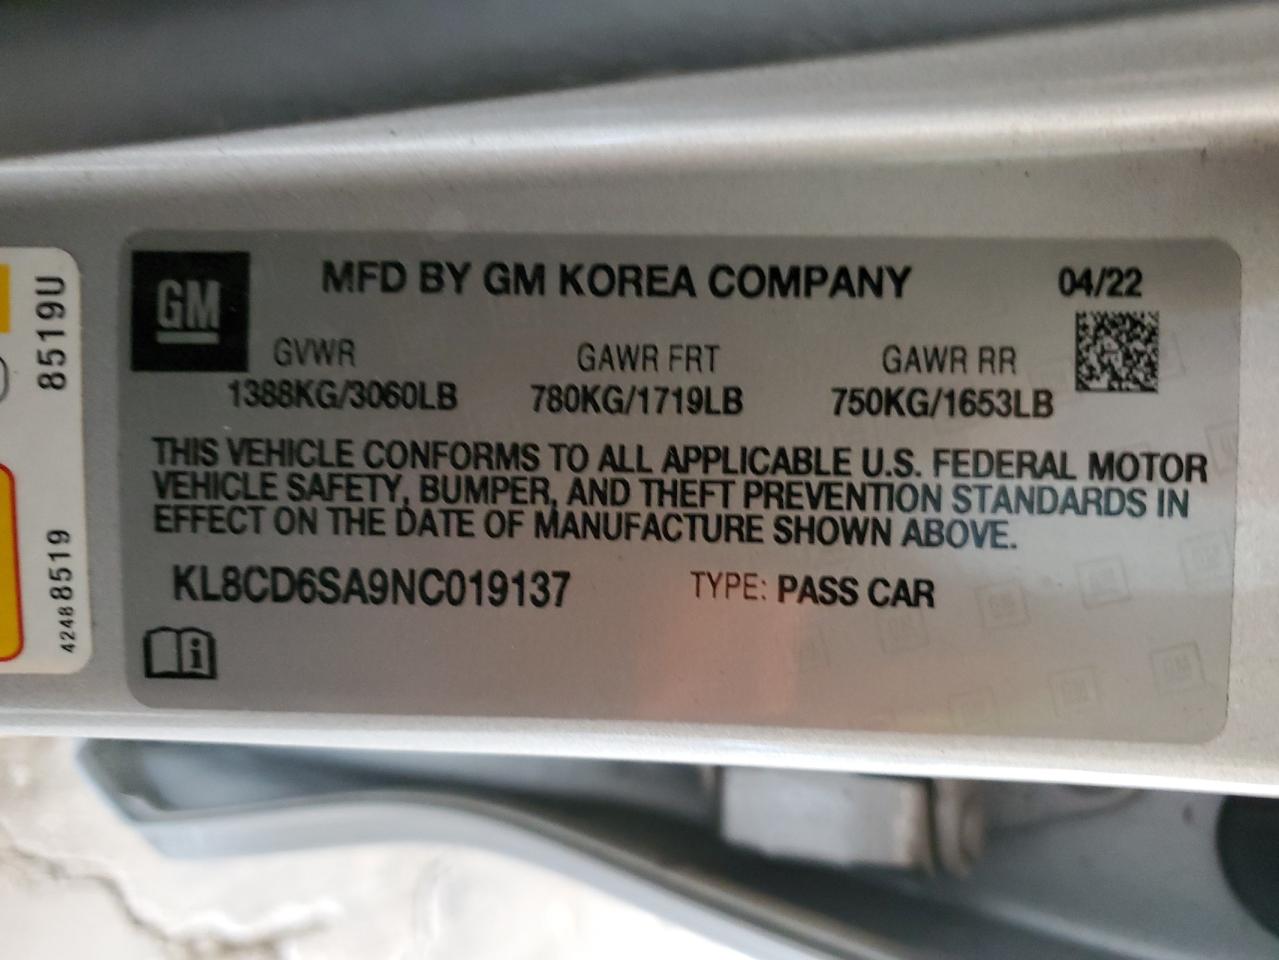 GM
MFD BY GM KOREA COMPANY 04/22
GVWR GAWR FRT GAWR RR
1388KG/3060LB 780KG/1719LB 750KG/1653LB
THIS VEHICLE CONFORMS TO ALL APPLICABLE U.S. FEDERAL MOTOR
VEHICLE SAFETY, BUMPER, AND THEFT PREVENTION STANDARDS IN
EFFECT ON THE DATE OF MANUFACTURE SHOWN ABOVE.
KL8CD6SA9NC019137 TYPE: PASS CAR
8519U
42488519